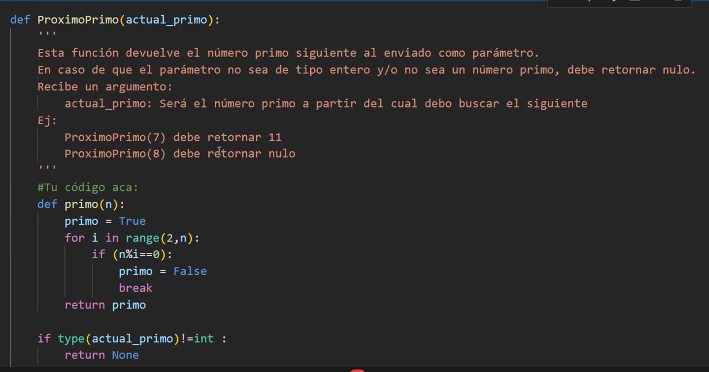 def ProximoPrimo(actual_primo):
'''
Esta función devuelve el número primo siguiente al enviado como parámetro.
En caso de que el parámetro no sea de tipo entero y/o no sea un número primo, debe retornar nulo.
Recibe un argumento:
actual_primo: Será el número primo a partir del cual debo buscar el siguiente
Ej:
ProximoPrimo(7) debe retornar 11
ProximoPrimo(8) debe retornar nulo
'''
#Tu código aca:
def primo(n):
primo = True
for i in range(2,n):
if (n%i==0):
primo = False
break
return primo
if type(actual_primo)!=int :
return None